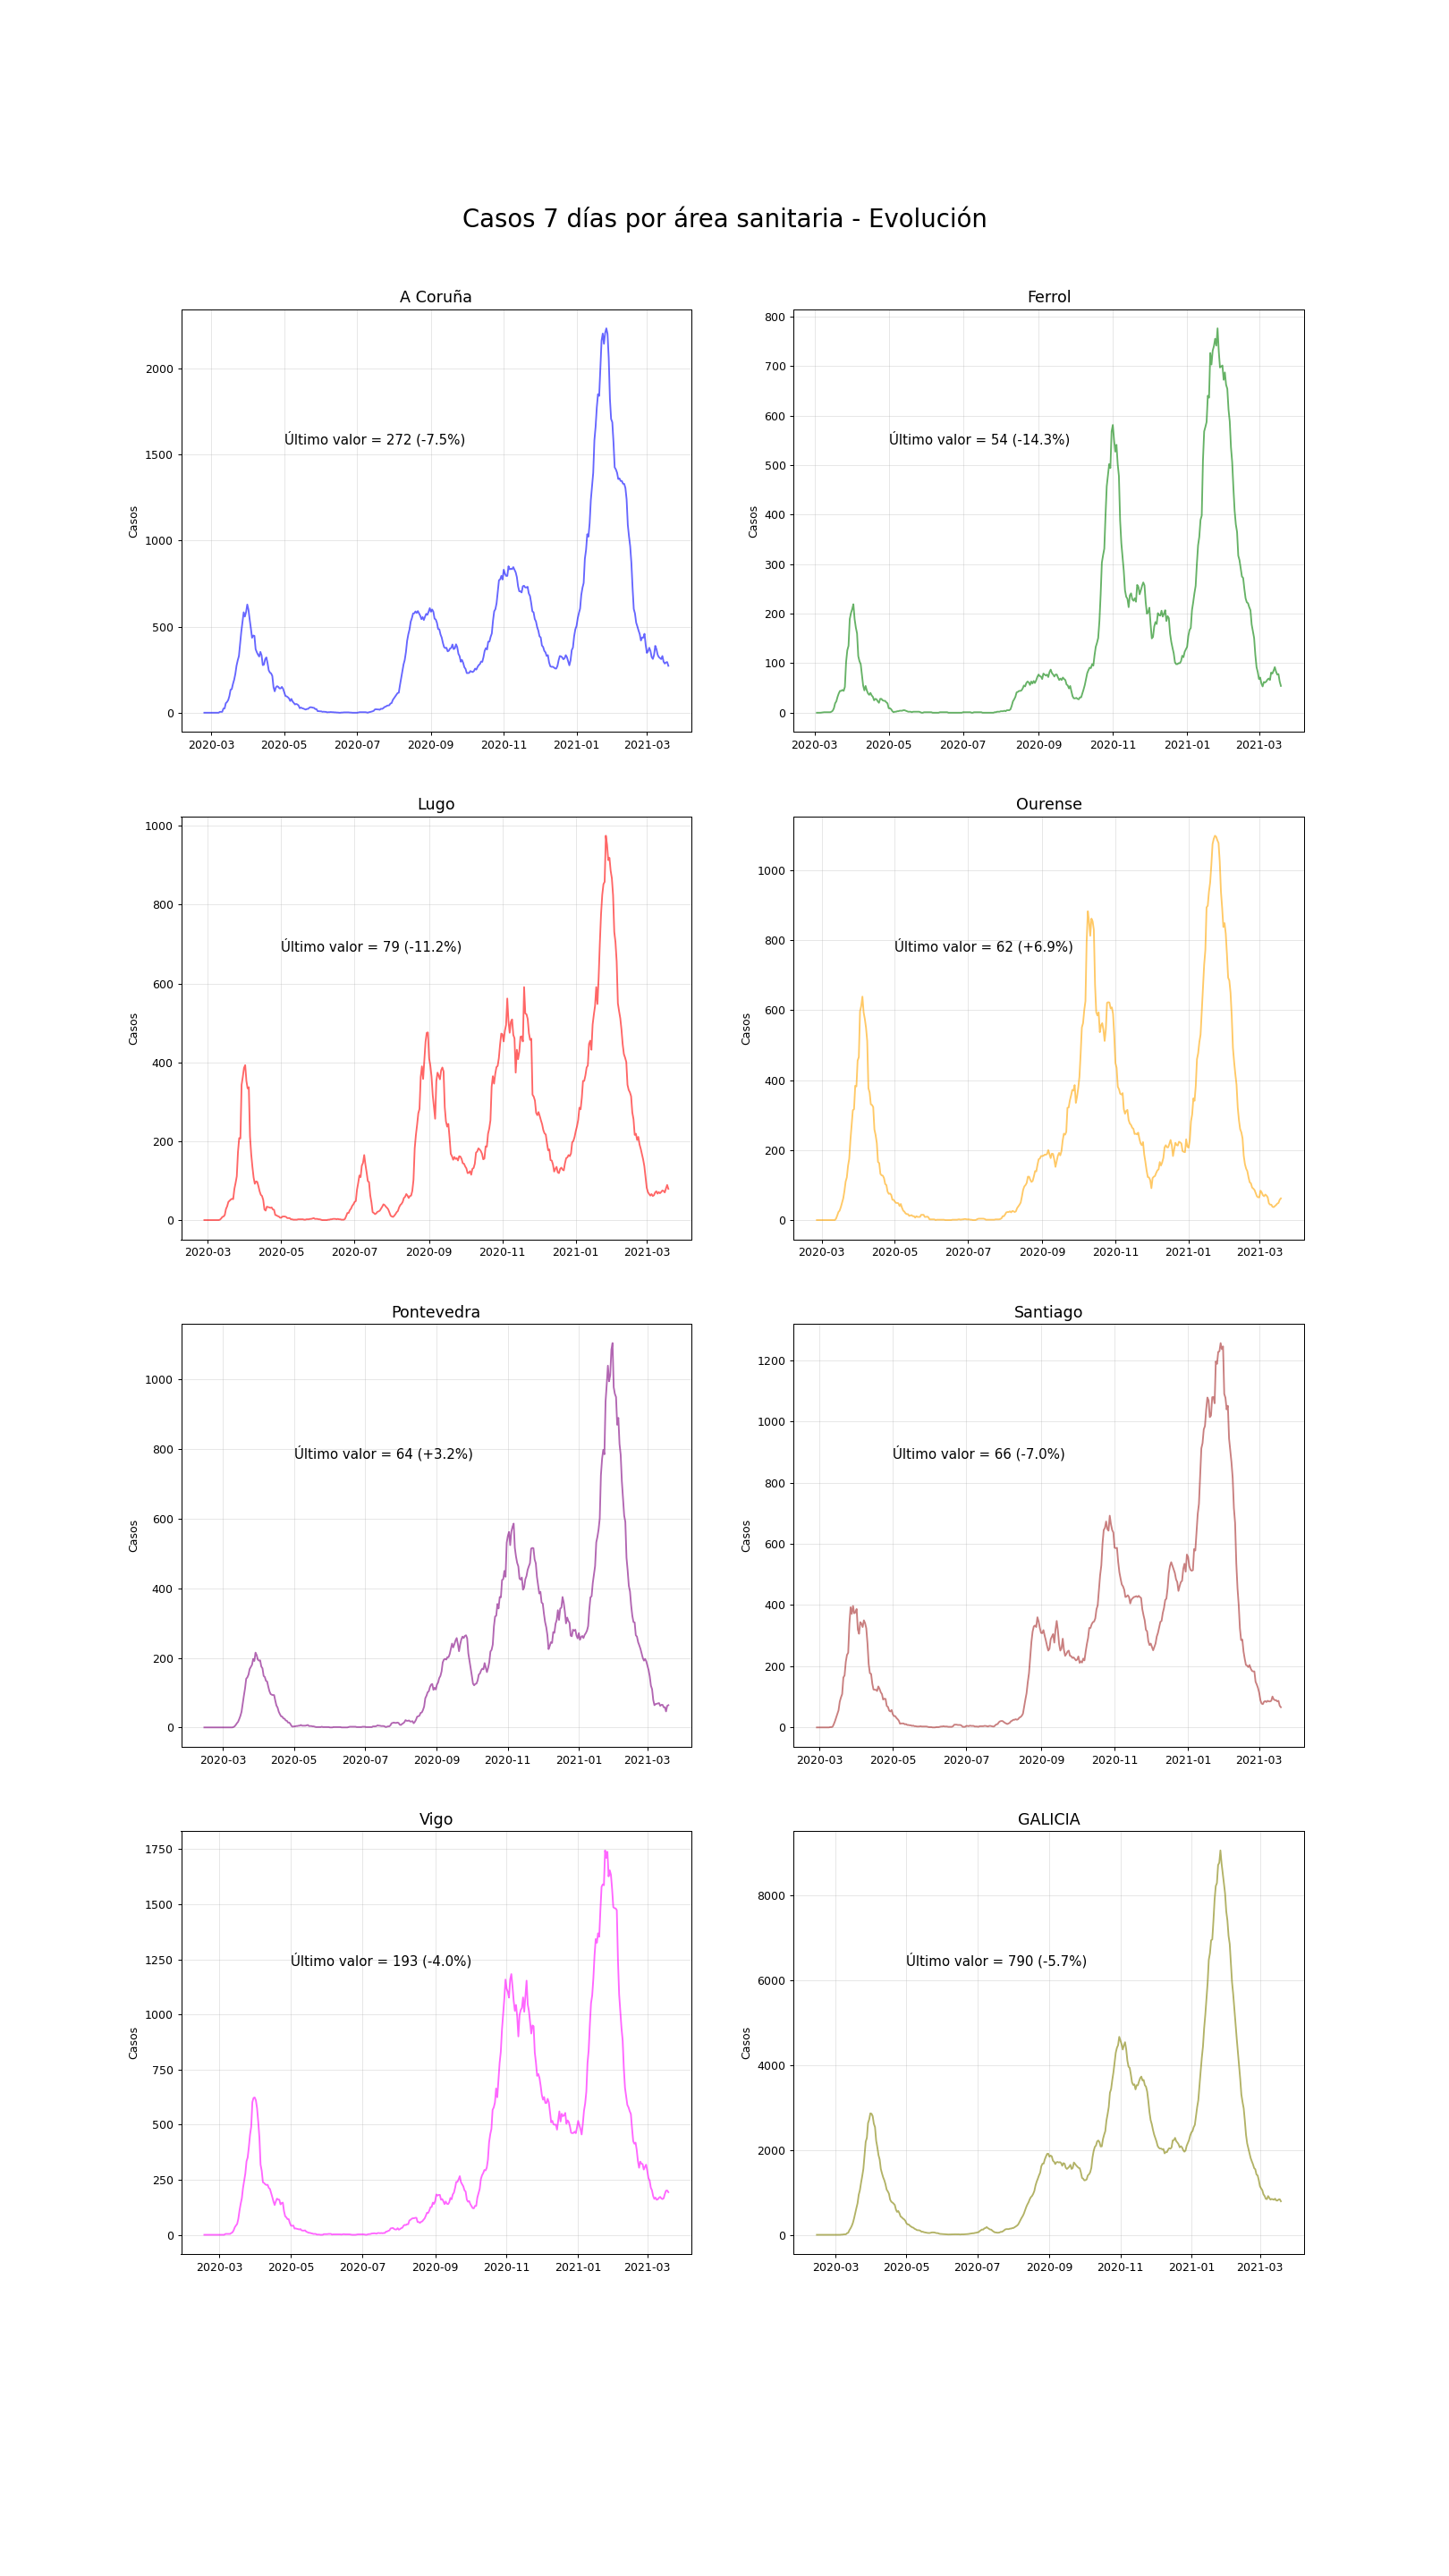 Casos 7 días por área sanitaria - Evolución
A Coruña
Casos
2000
1500
1000
500
0
Último valor = 272 (-7.5%)
2020-03 2020-05 2020-07 2020-09 2020-11 2021-01 2021-03
Ferrol
Casos
800
700
600
500
400
300
200
100
0
Último valor = 54 (-14.3%)
2020-03 2020-05 2020-07 2020-09 2020-11 2021-01 2021-03
Lugo
Casos
1000
800
600
400
200
0
Último valor = 79 (-11.2%)
2020-03 2020-05 2020-07 2020-09 2020-11 2021-01 2021-03
Ourense
Casos
1000
800
600
400
200
0
Último valor = 62 (+6.9%)
2020-03 2020-05 2020-07 2020-09 2020-11 2021-01 2021-03
Pontevedra
Casos
1000
800
600
400
200
0
Último valor = 64 (+3.2%)
2020-03 2020-05 2020-07 2020-09 2020-11 2021-01 2021-03
Santiago
Casos
1200
1000
800
600
400
200
0
Último valor = 66 (-7.0%)
2020-03 2020-05 2020-07 2020-09 2020-11 2021-01 2021-03
Vigo
Casos
1750
1500
1250
1000
750
500
250
0
Último valor = 193 (-4.0%)
2020-03 2020-05 2020-07 2020-09 2020-11 2021-01 2021-03
GALICIA
Casos
8000
6000
4000
2000
0
Último valor = 790 (-5.7%)
2020-03 2020-05 2020-07 2020-09 2020-11 2021-01 2021-03